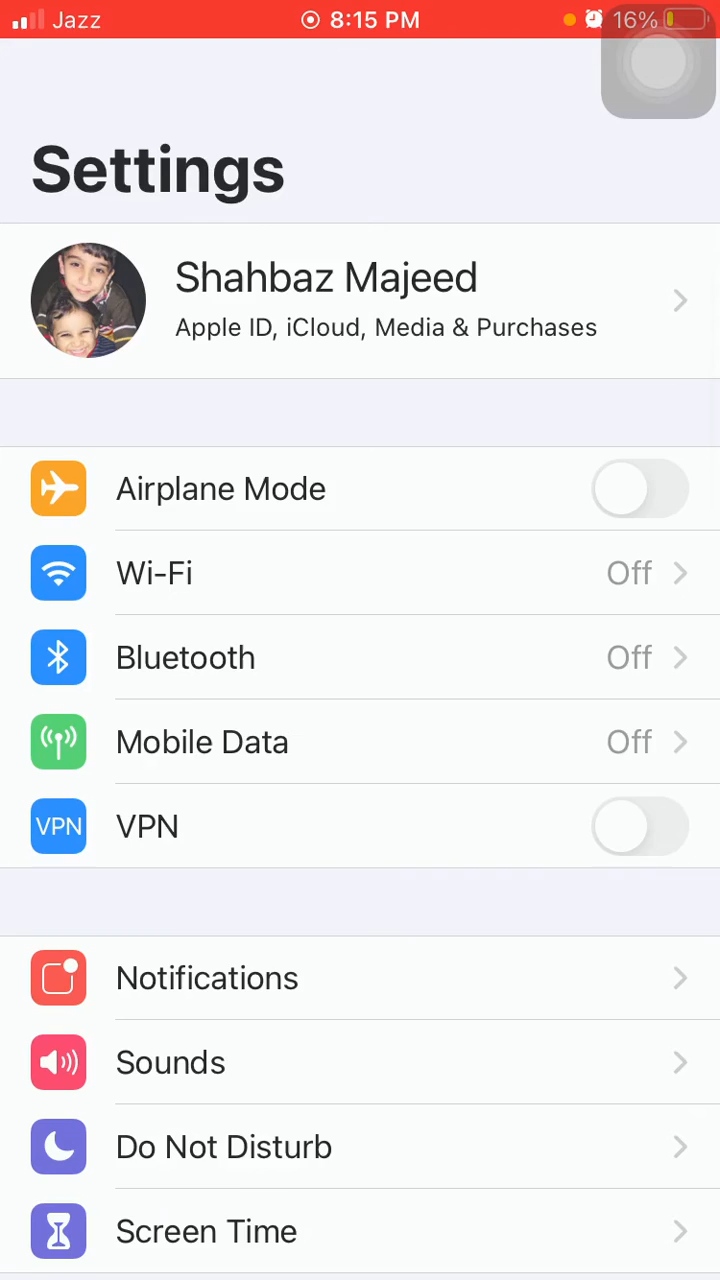 Jazz 8:15 PM 16%
Settings
Shahbaz Majeed
Apple ID, iCloud, Media & Purchases
Airplane Mode
Wi-Fi Off
Bluetooth Off
Mobile Data Off
VPN VPN
Notifications
Sounds
Do Not Disturb
Screen Time